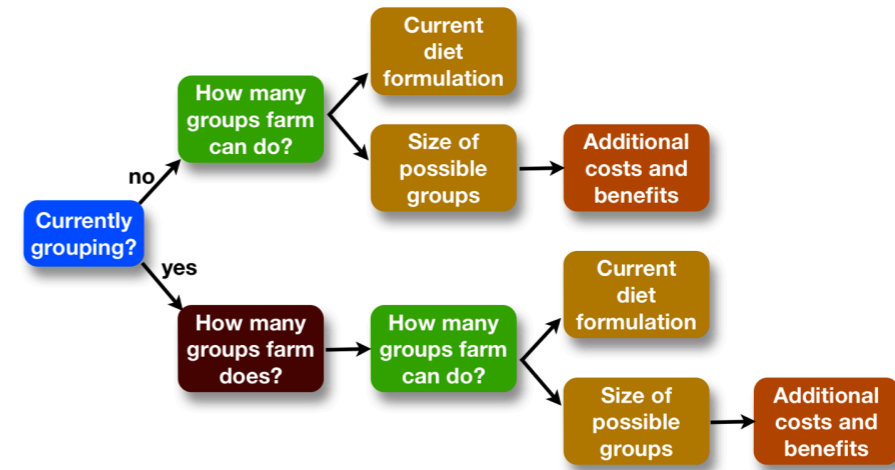 Current
diet
formulation
How many
groups farm
can do?
Size of
possible
groups
Additional
costs and
benefits
no
Currently
grouping?
yes
How many
groups farm
does?
How many
groups farm
can do?
Current
diet
formulation
Size of
possible
groups
Additional
costs and
benefits